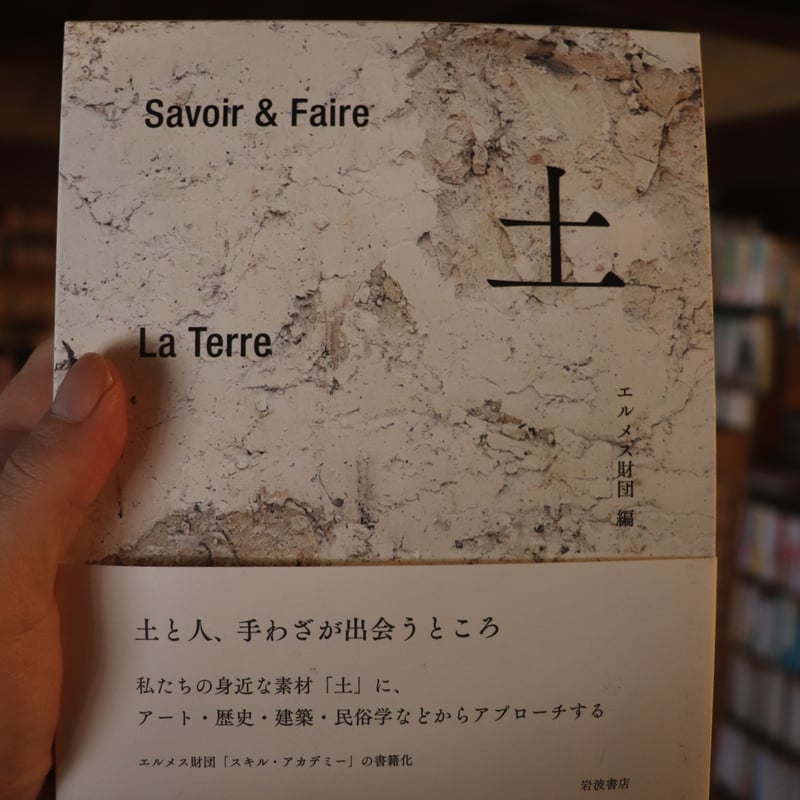 Savoir & Faire
土
La Terre
エルメス財団 編
土と人、手わざが出会うところ
私たちの身近な素材「土」に、
アート・歴史・建築・民俗学などからアプローチする
エルメス財団「スキル・アカデミー」の書籍化
岩波書店